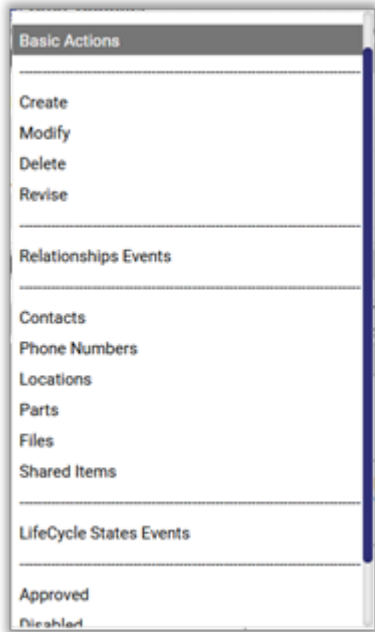 Basic Actions
Create
Modify
Delete
Revise
Relationships Events
Contacts
Phone Numbers
Locations
Parts
Files
Shared Items
LifeCycle States Events
Approved
Disabled